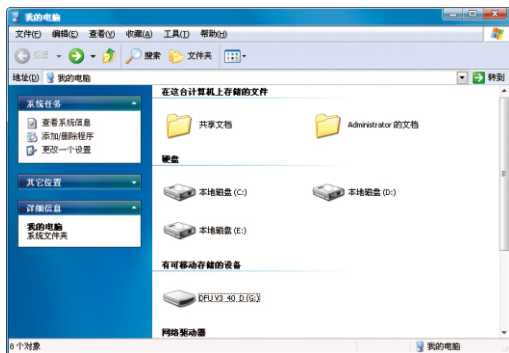 我的电脑
文件(F) 编辑(E) 查看(V) 收藏(A) 工具(T) 帮助(H)
后退 搜索 文件夹
地址(D) 我的电脑 转到
系统任务
查看系统信息
添加/删除程序
更改一个设置
其它位置
详细信息
我的电脑
系统文件夹
在这台计算机上存储的文件
共享文档 Administrator 的文档
硬盘
本地磁盘 (C:) 本地磁盘 (D:)
本地磁盘 (E:)
有可移动存储的设备
DFU V3_40_D (G:)
网络驱动器
8 个对象 我的电脑